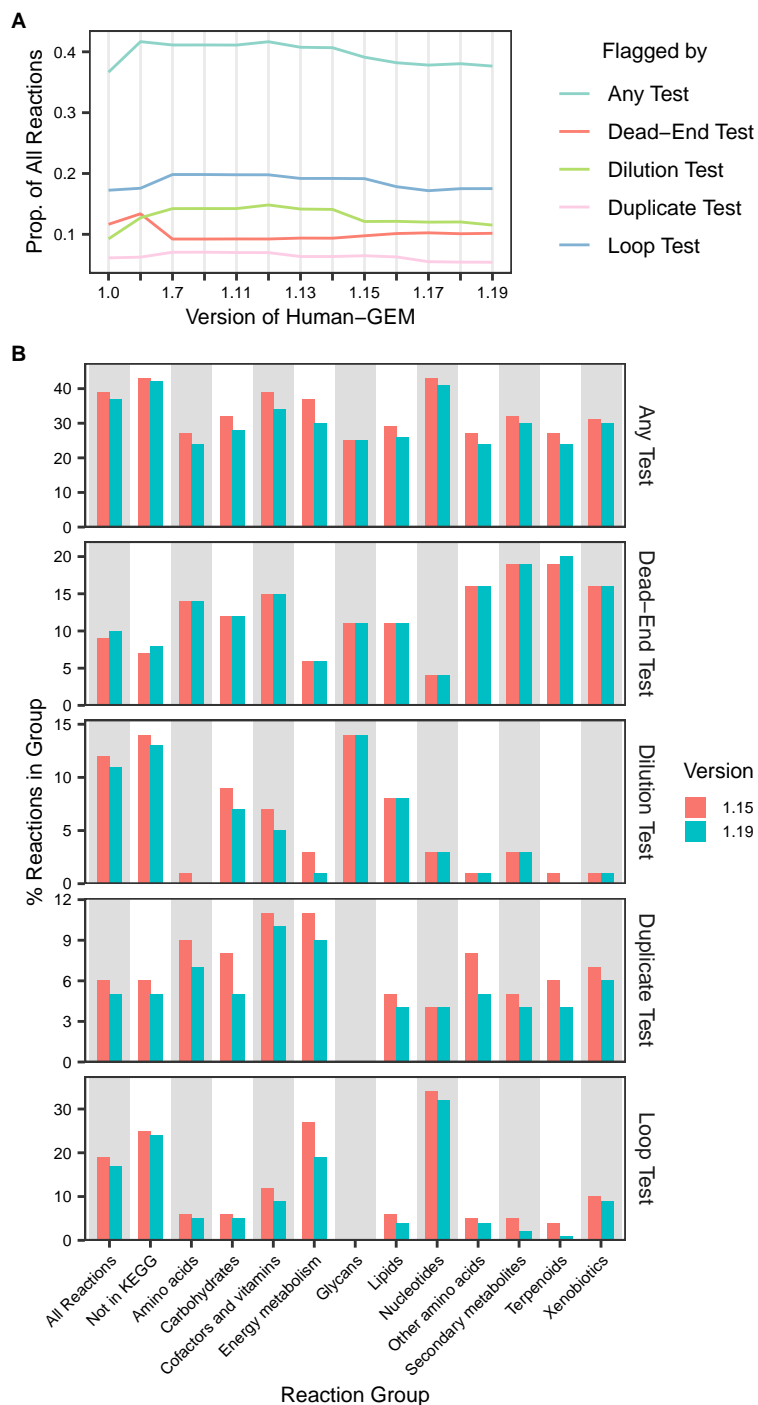 A
Prop. of All Reactions
0.4
0.3
0.2
0.1
1.0
1.7
1.11
1.13
1.15
1.17
1.19
Version of Human−GEM
Flagged by
Any Test
Dead−End Test
Dilution Test
Duplicate Test
Loop Test
B
% Reactions in Group
40
30
20
10
0
Any Test
20
15
10
5
0
Dead−End Test
15
10
5
0
Dilution Test
12
9
6
3
0
Duplicate Test
30
20
10
0
Loop Test
All Reactions
Not in KEGG
Amino acids
Carbohydrates
Cofactors and vitamins
Energy metabolism
Glycans
Lipids
Nucleotides
Other amino acids
Secondary metabolites
Terpenoids
Xenobiotics
Reaction Group
Version
1.15
1.19